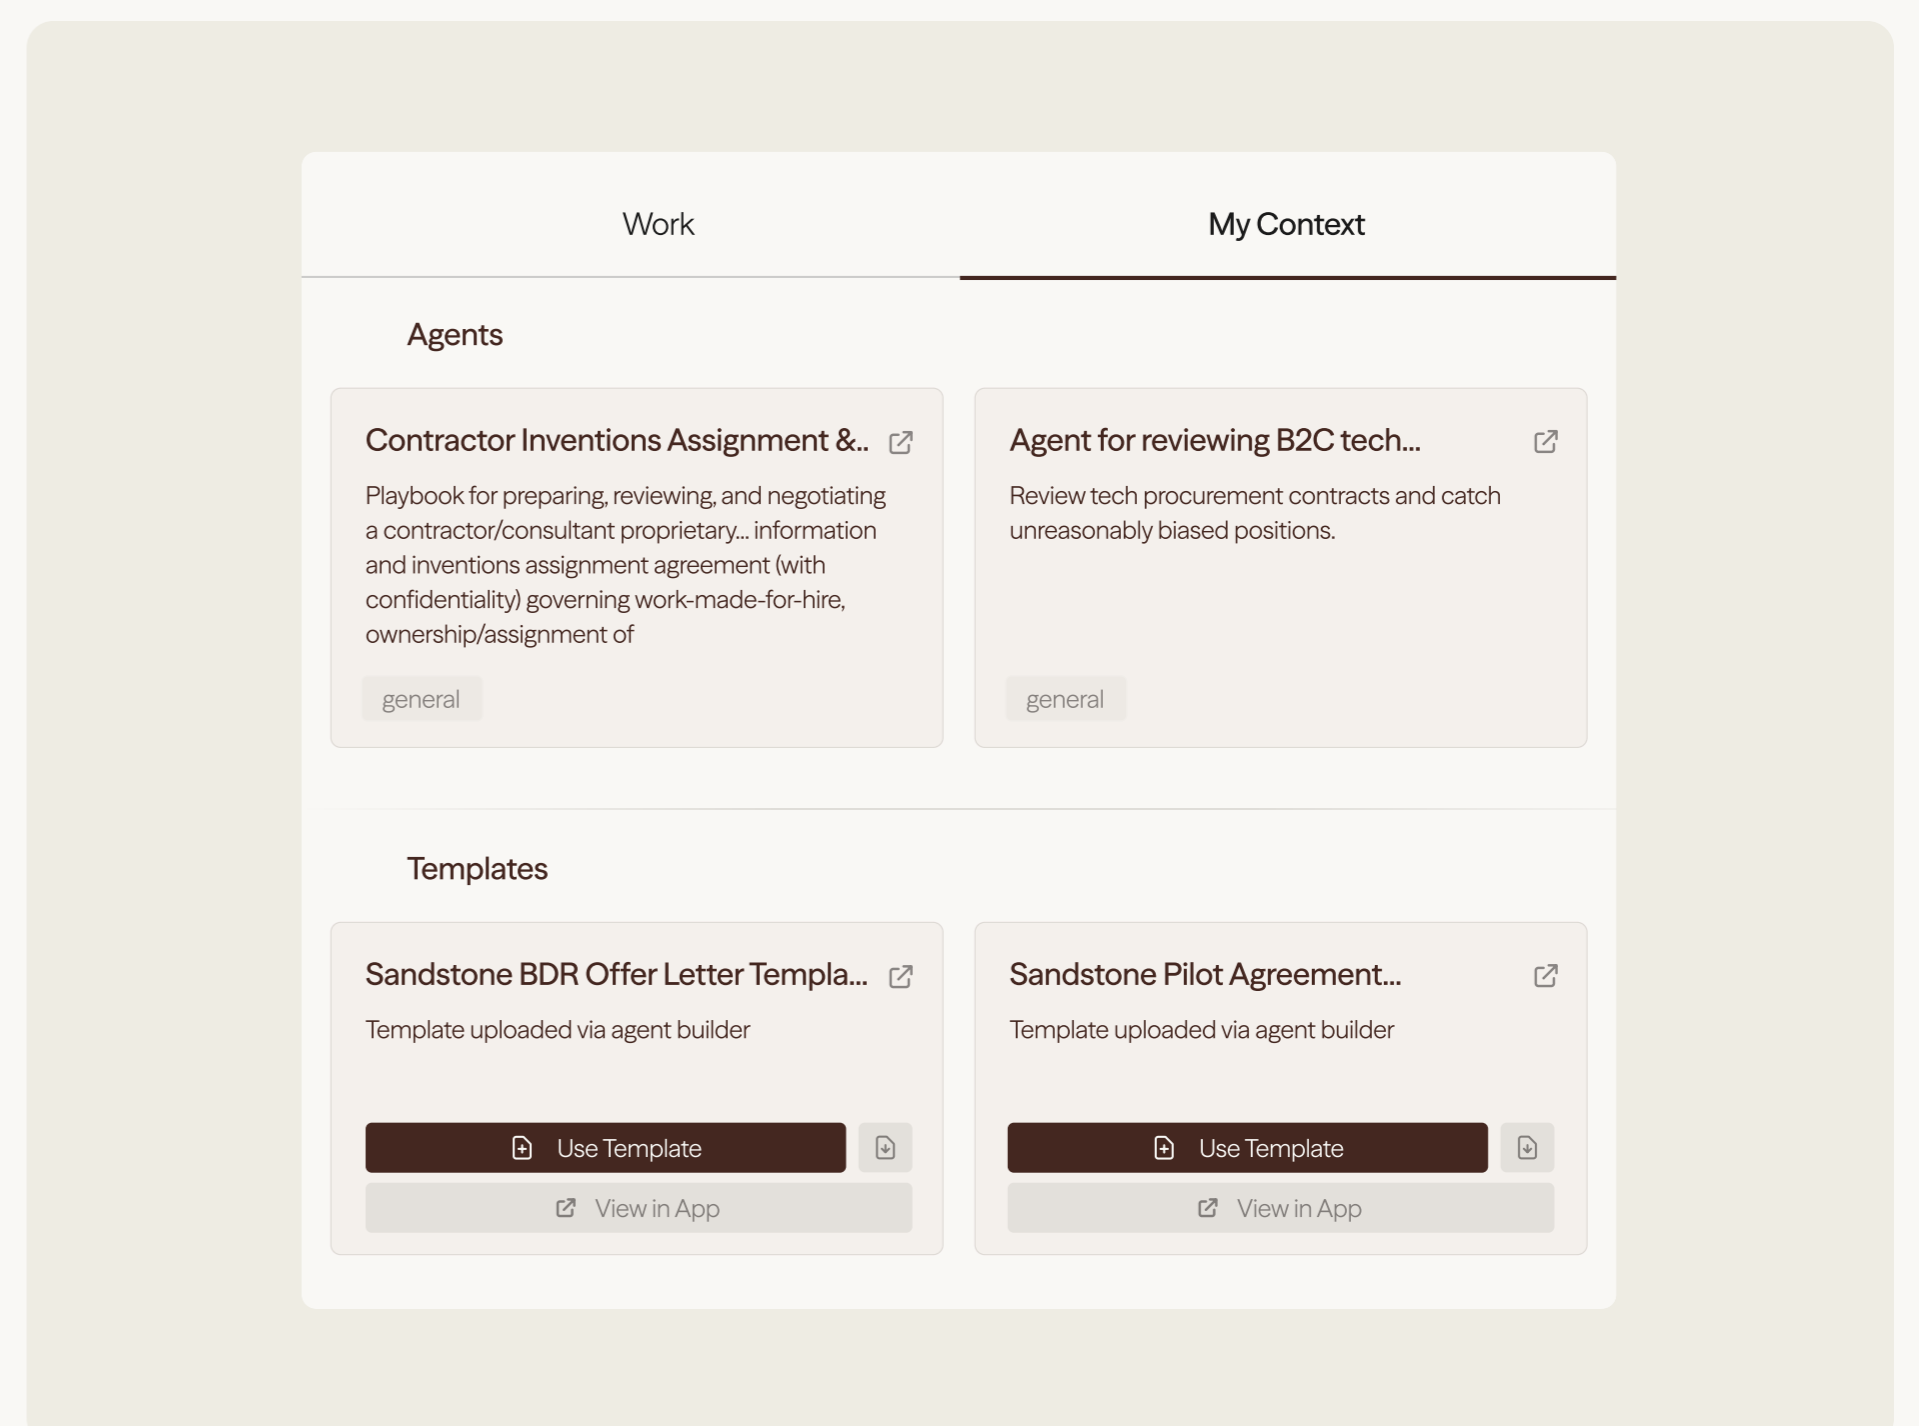 Work
My Context
Agents
Contractor Inventions Assignment &..
Playbook for preparing, reviewing, and negotiating
a contractor/consultant proprietary... information
and inventions assignment agreement (with
confidentiality) governing work-made-for-hire,
ownership/assignment of
general
Agent for reviewing B2C tech...
Review tech procurement contracts and catch
unreasonably biased positions.
general
Templates
Sandstone BDR Offer Letter Templa...
Template uploaded via agent builder
Use Template
View in App
Sandstone Pilot Agreement...
Template uploaded via agent builder
Use Template
View in App